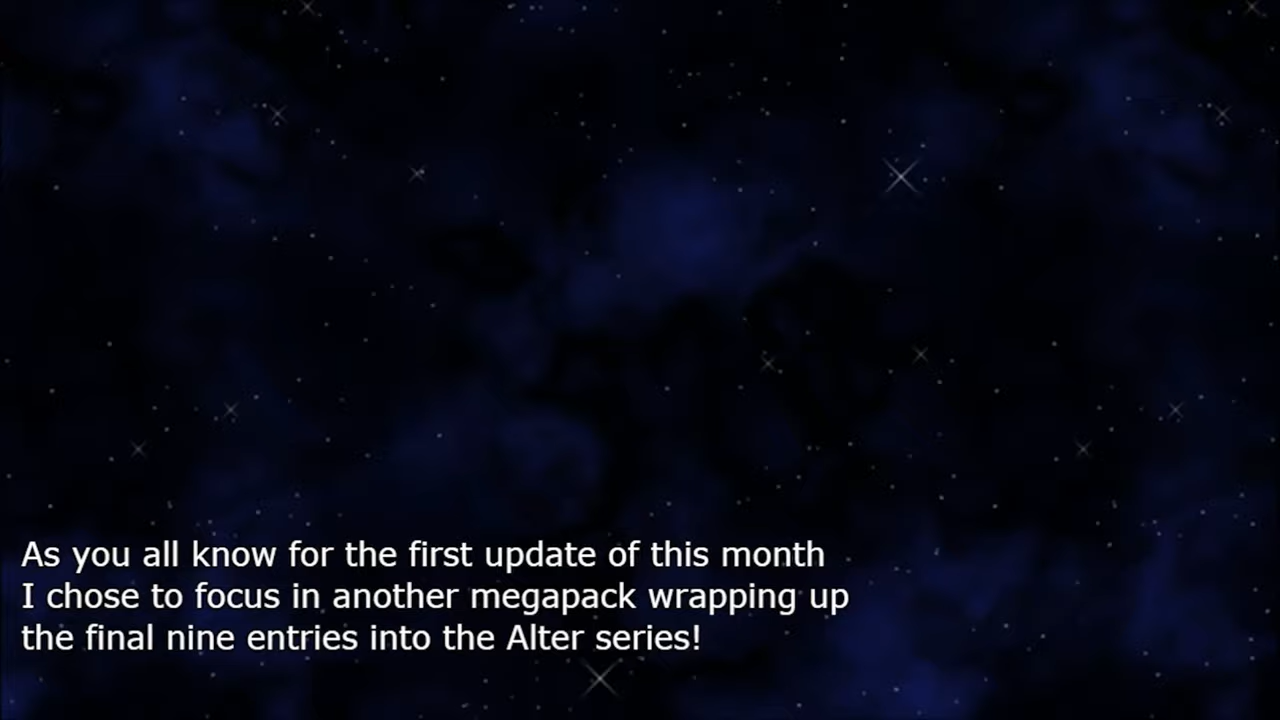 As you all know for the first update of this month
I chose to focus in another megapack wrapping up
the final nine entries into the Alter series!